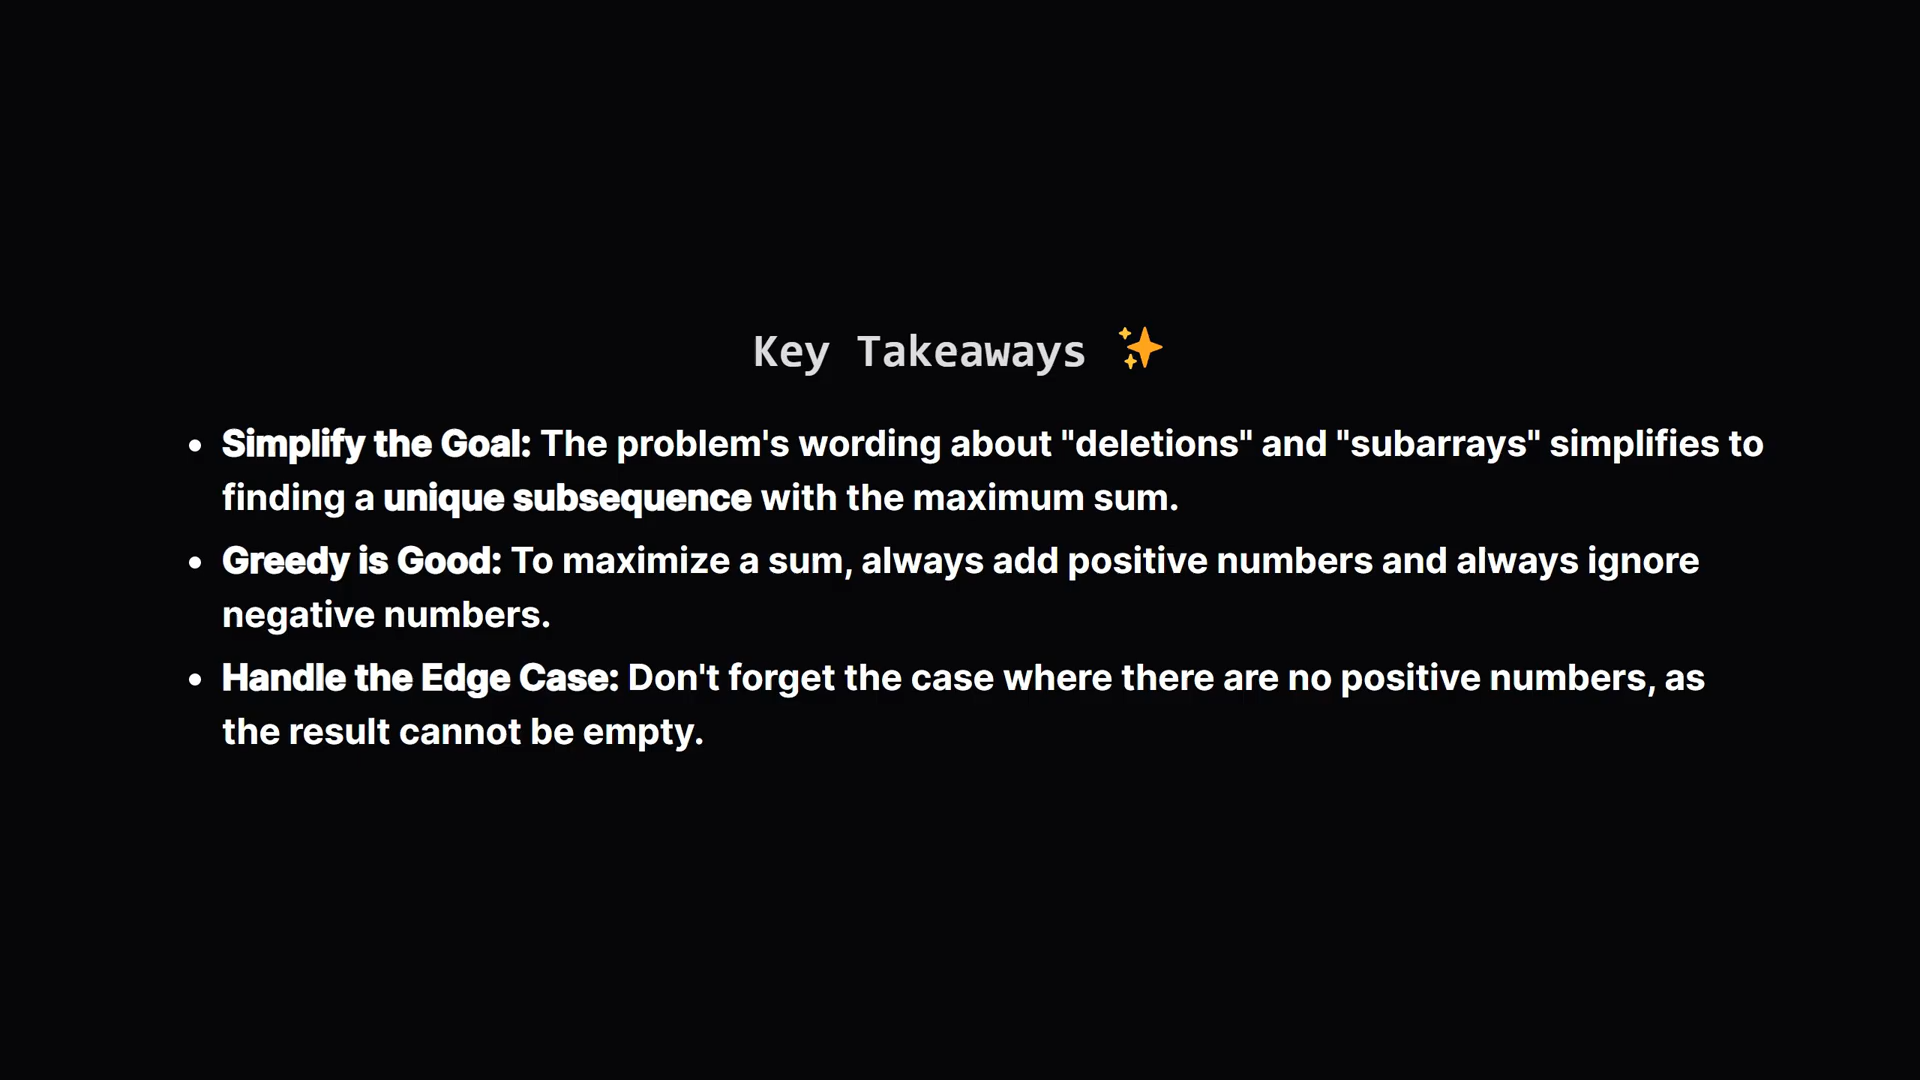 Key Takeaways ✨
• Simplify the Goal: The problem's wording about "deletions" and "subarrays" simplifies to
finding a unique subsequence with the maximum sum.
• Greedy is Good: To maximize a sum, always add positive numbers and always ignore
negative numbers.
• Handle the Edge Case: Don't forget the case where there are no positive numbers, as
the result cannot be empty.